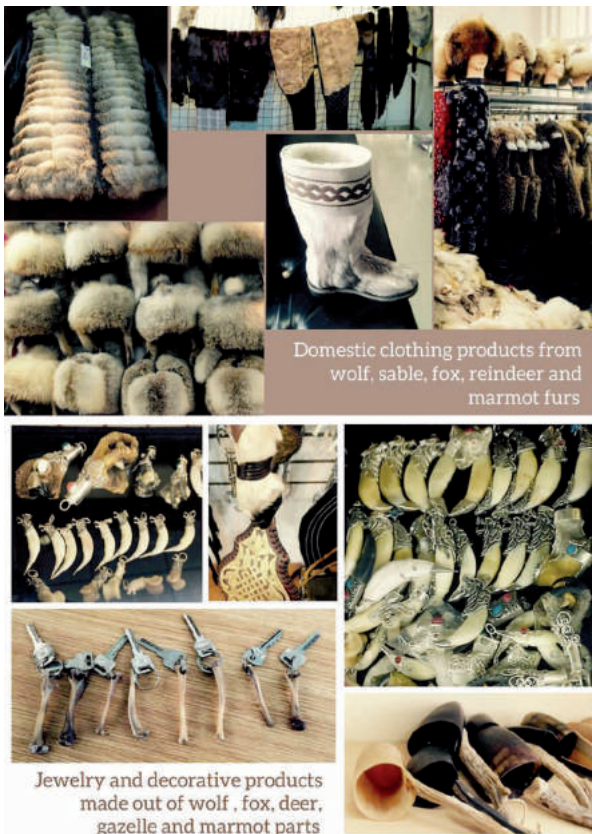 Domestic clothing products from
wolf, sable, fox, reindeer and
marmot furs
Jewelry and decorative products
made out of wolf , fox, deer,
gazelle and marmot parts